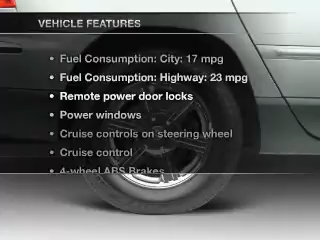 VEHICLE FEATURES
• Fuel Consumption: City: 17 mpg
• Fuel Consumption: Highway: 23 mpg
• Remote power door locks
• Power windows
• Cruise controls on steering wheel
• Cruise control
• 4-wheel ABS Brakes